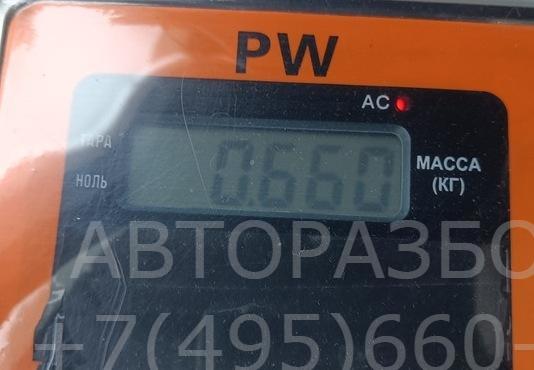 PW
AC
ТАРА
0.660
МАССА
(КГ)
НОЛЬ
АВТОРАЗБО
+7(495)660-